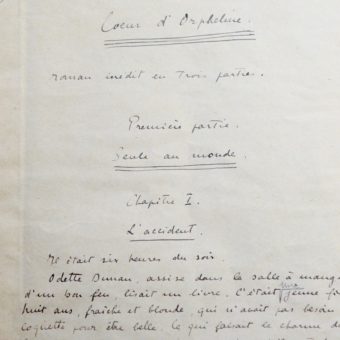 Coeur d'Orpheline.
roman inédit en trois parties.
Première partie.
Seule au monde.
Chapitre I.
L'accident.
Il était six heures du soir.
Odette Dunan, assise dans la salle à mang
d'un bon feu, lisait un livre. C'était une jeune fi
huit ans, fraîche et blonde, qui n'avait pas besoin
coquette pour être belle. Ce qui faisait le charme de